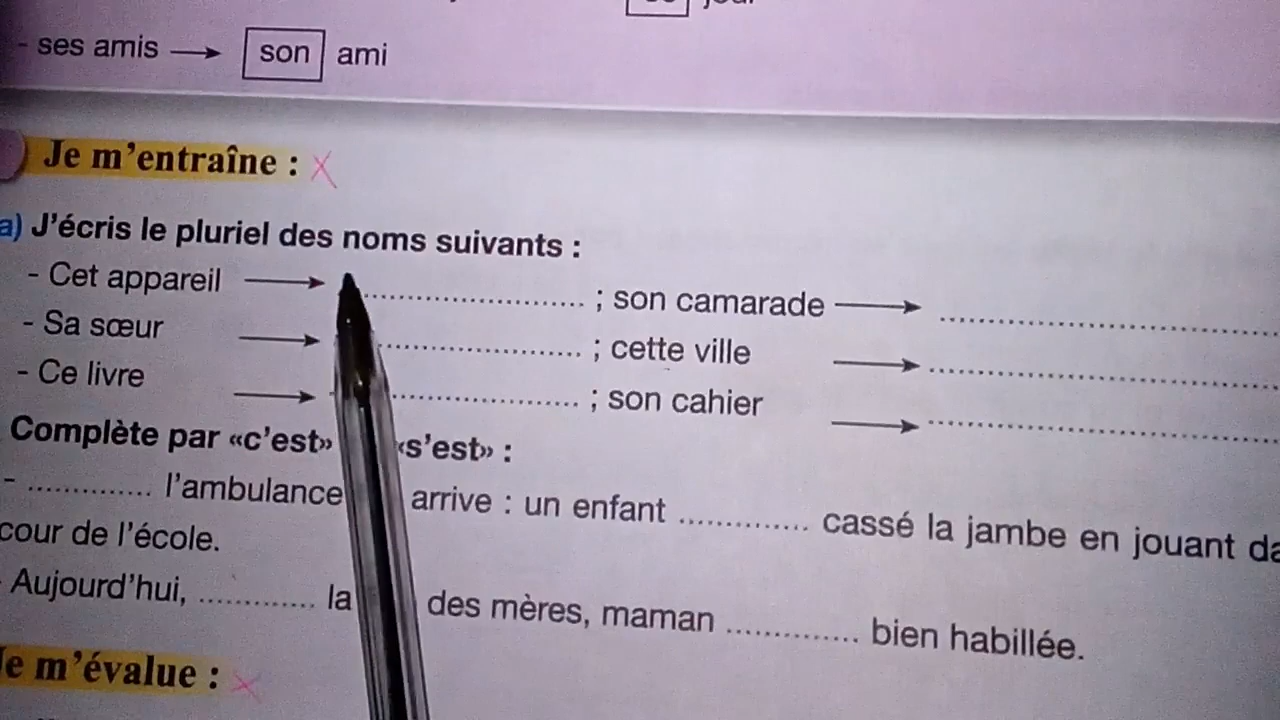 - ses amis → son ami
Je m'entraîne :
a) J'écris le pluriel des noms suivants :
- Cet appareil → .......................... ; son camarade → ..........................
- Sa sœur → .......................... ; cette ville → ..........................
- Ce livre → .......................... ; son cahier → ..........................
Complète par «c'est» «s'est» :
- .............. l'ambulance arrive : un enfant .............. cassé la jambe en jouant
cour de l'école.
Aujourd'hui, .............. la des mères, maman .............. bien habillée.
Je m'évalue :